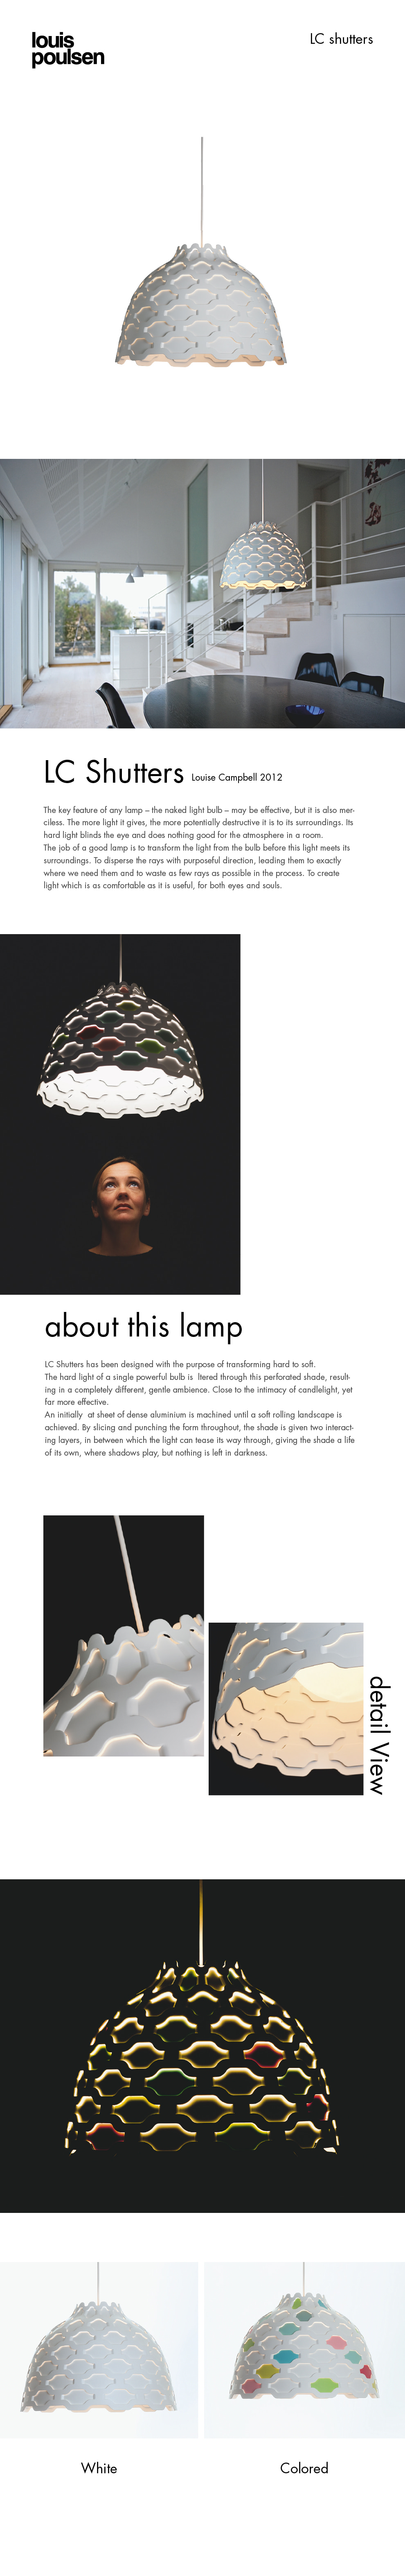 louis
poulsen
LC shutters
LC Shutters Louise Campbell 2012
The key feature of any lamp – the naked light bulb – may be effective, but it is also mer-
ciless. The more light it gives, the more potentially destructive it is to its surroundings. Its
hard light blinds the eye and does nothing good for the atmosphere in a room.
The job of a good lamp is to transform the light from the bulb before this light meets its
surroundings. To disperse the rays with purposeful direction, leading them to exactly
where we need them and to waste as few rays as possible in the process. To create
light which is as comfortable as it is useful, for both eyes and souls.
about this lamp
LC Shutters has been designed with the purpose of transforming hard to soft.
The hard light of a single powerful bulb is  ltered through this perforated shade, result-
ing in a completely different, gentle ambience. Close to the intimacy of candlelight, yet
far more effective.
An initially  at sheet of dense aluminium is machined until a soft rolling landscape is
achieved. By slicing and punching the form throughout, the shade is given two interact-
ing layers, in between which the light can tease its way through, giving the shade a life
of its own, where shadows play, but nothing is left in darkness.
detail View
White
Colored